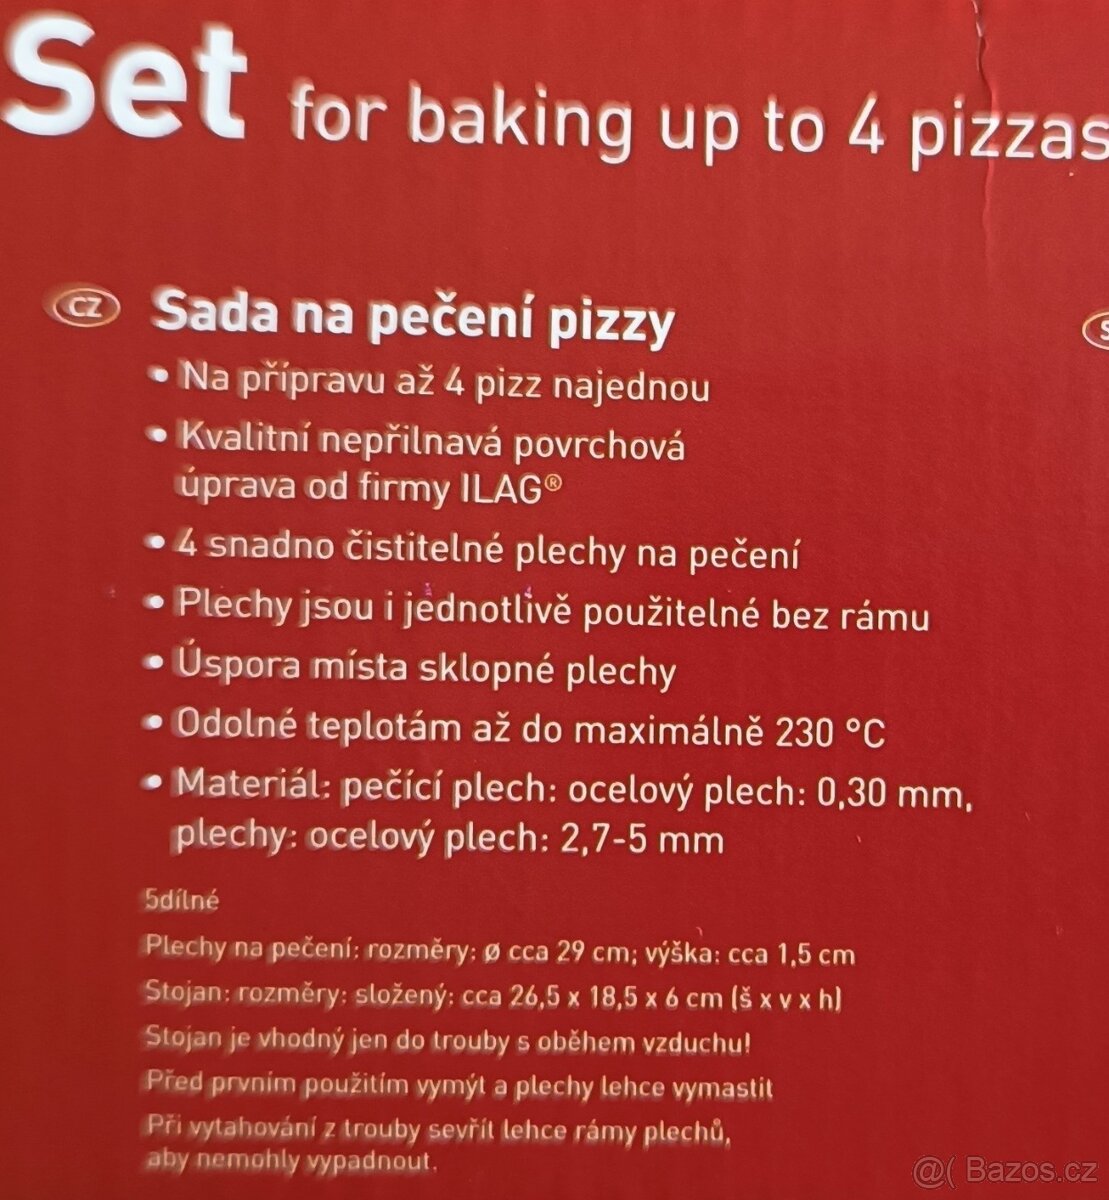 Set for baking up to 4 pizzas
CZ Sada na pečení pizzy
• Na přípravu až 4 pizz najednou
• Kvalitní nepřilnavá povrchová
úprava od firmy ILAG®
• 4 snadno čistitelné plechy na pečení
• Plechy jsou i jednotlivě použitelné bez rámu
• Úspora místa sklopné plechy
• Odolné teplotám až do maximálně 230 °C
• Materiál: pečící plech: ocelový plech: 0,30 mm,
plechy: ocelový plech: 2,7-5 mm
5dílné
Plechy na pečení: rozměry: ø cca 29 cm; výška: cca 1,5 cm
Stojan: rozměry: složený: cca 26,5 x 18,5 x 6 cm (š x v x h)
Stojan je vhodný jen do trouby s oběhem vzduchu!
Před prvním použitím vymýt a plechy lehce vymastit
Při vytahování z trouby sevřít lehce rámy plechů,
aby nemohly vypadnout.
@( Bazos.cz